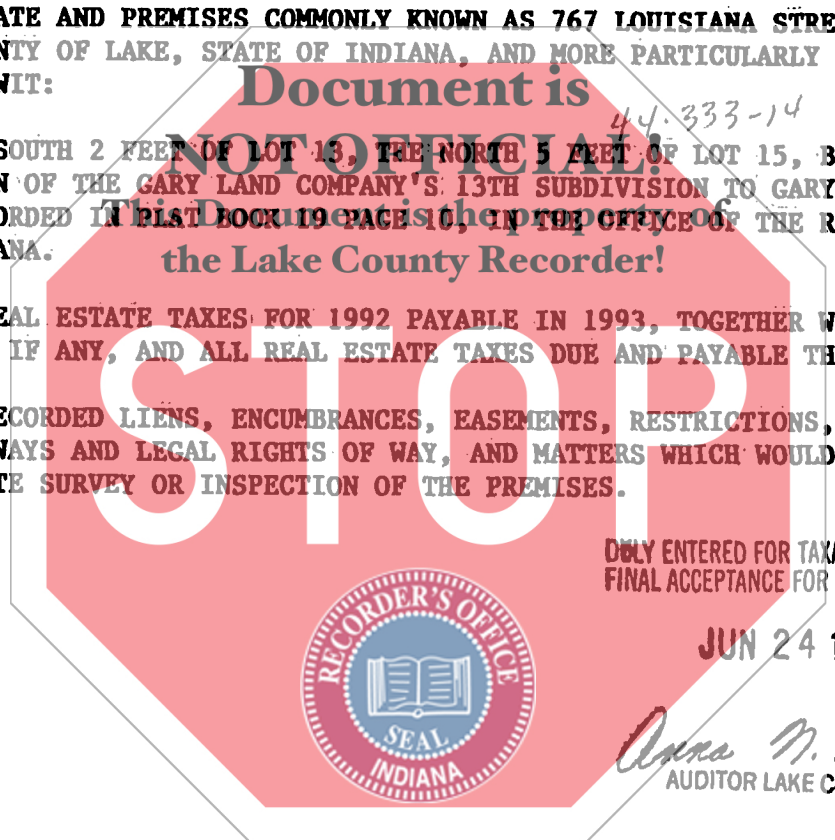 ATE AND PREMISES COMMONLY KNOWN AS 767 LOUISIANA STRE
NTY OF LAKE, STATE OF INDIANA, AND MORE PARTICULARLY
WIT:
Document is
44-333-14
NOT OFFICIAL!
SOUTH 2 FEET OF LOT 13, THE NORTH 5 FEET OF LOT 15, B
N OF THE GARY LAND COMPANY'S 13TH SUBDIVISION TO GARY
This Document is the property of
ORDED IN PLAT BOOK 19 PAGE 10, IN THE OFFICE OF THE R
ANA.
the Lake County Recorder!
EAL ESTATE TAXES FOR 1992 PAYABLE IN 1993, TOGETHER W
IF ANY, AND ALL REAL ESTATE TAXES DUE AND PAYABLE TH
STOP
ECORDED LIENS, ENCUMBRANCES, EASEMENTS, RESTRICTIONS,
WAYS AND LEGAL RIGHTS OF WAY, AND MATTERS WHICH WOULD
TE SURVEY OR INSPECTION OF THE PREMISES.
DULY ENTERED FOR TAXA
FINAL ACCEPTANCE FOR
JUN 24 1
RECORDER'S OFFICE
SEAL
INDIANA
Anna N.
AUDITOR LAKE C